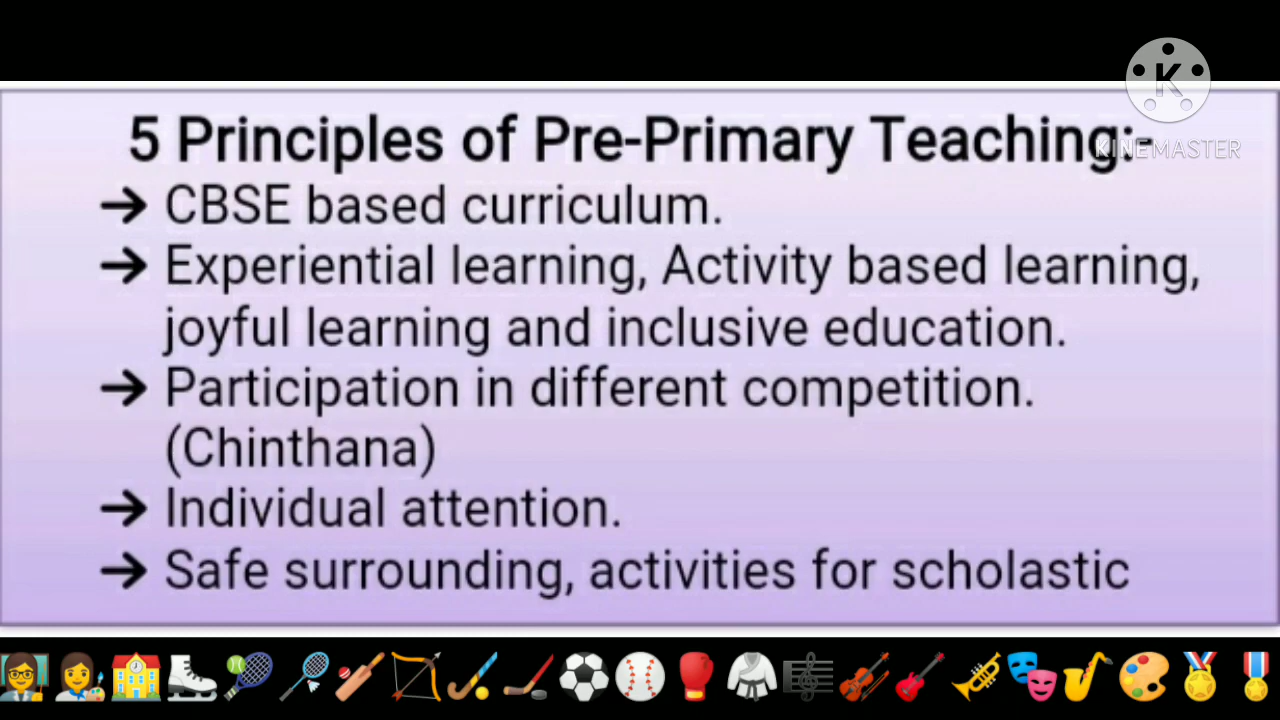 K
KINEMASTER
5 Principles of Pre-Primary Teaching:-
→ CBSE based curriculum.
→ Experiential learning, Activity based learning,
joyful learning and inclusive education.
→ Participation in different competition.
(Chinthana)
→ Individual attention.
→ Safe surrounding, activities for scholastic